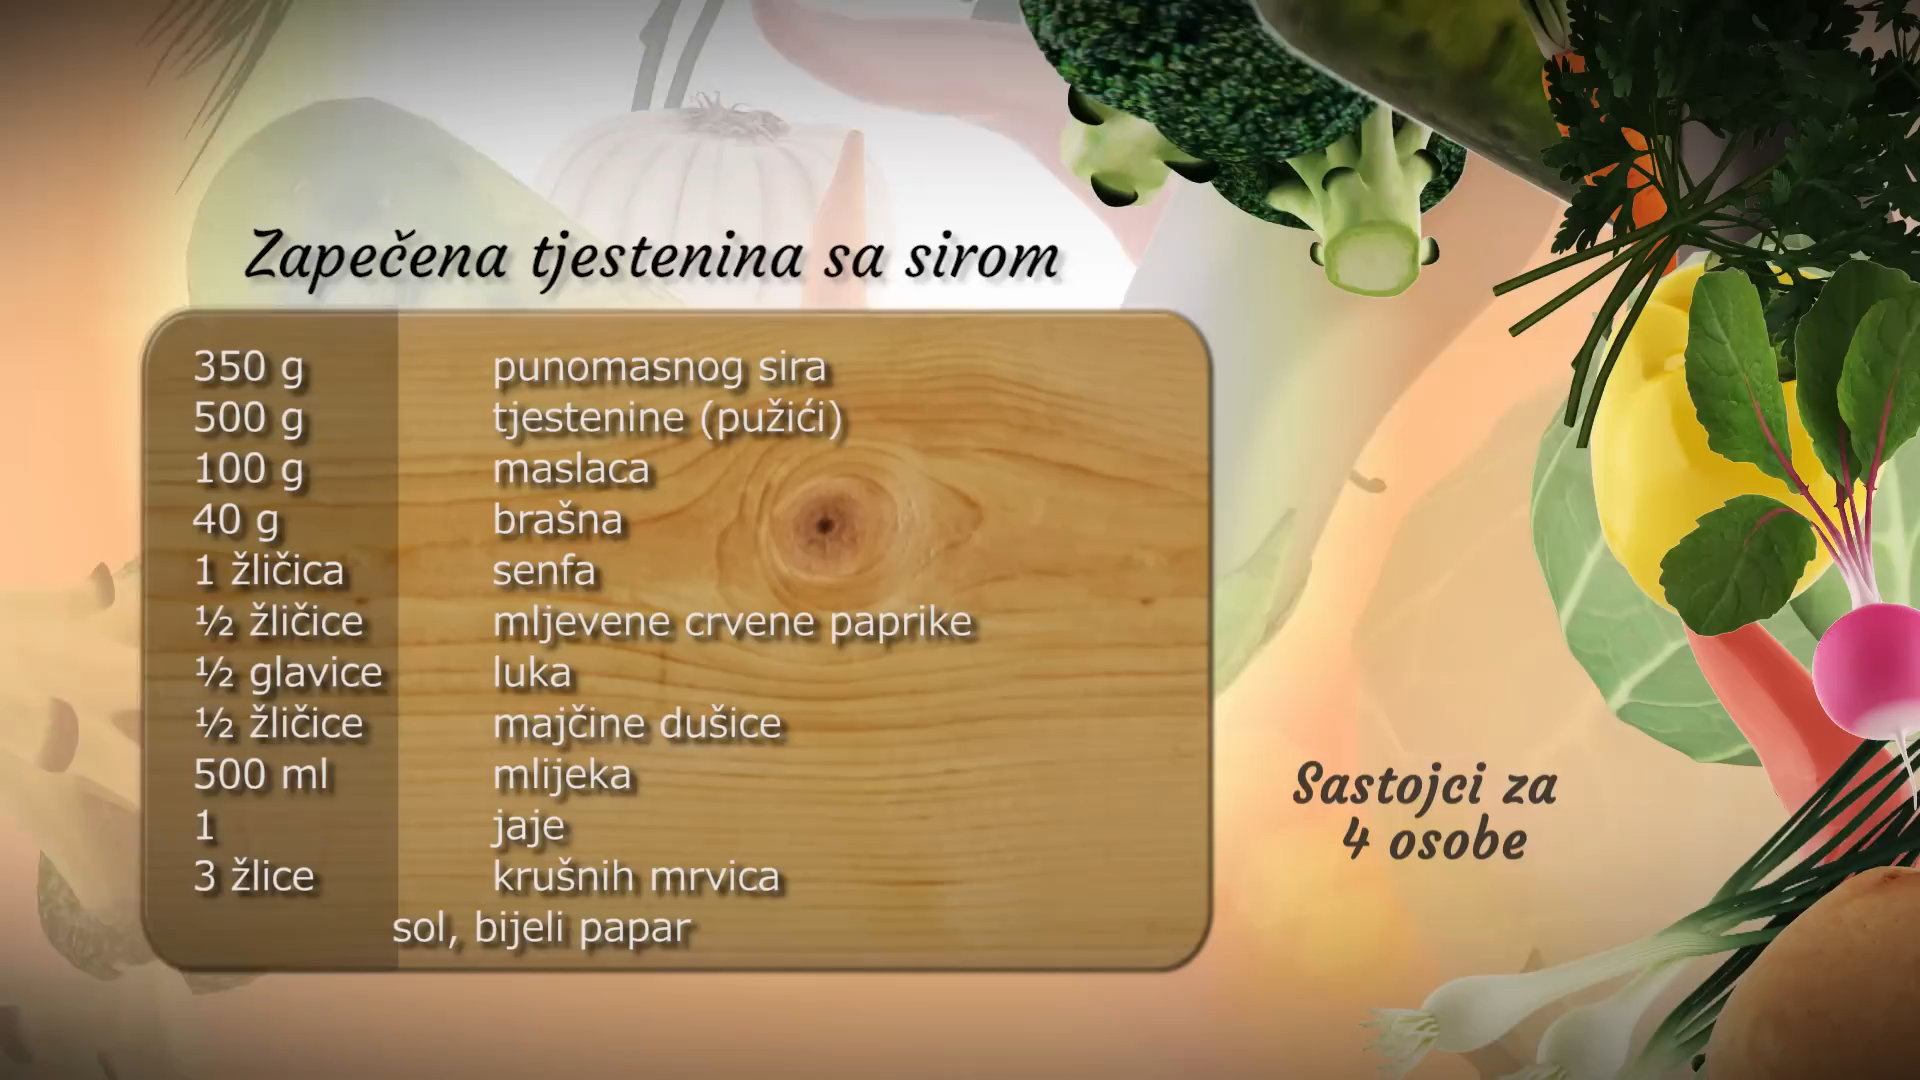 Zapečena tjestenina sa sirom
350 g punomasnog sira
500 g tjestenine (pužići)
100 g maslaca
40 g brašna
1 žličica senfa
½ žličice mljevene crvene paprike
½ glavice luka
½ žličice majčine dušice
500 ml mlijeka
1 jaje
3 žlice krušnih mrvica
sol, bijeli papar
Sastojci za
4 osobe